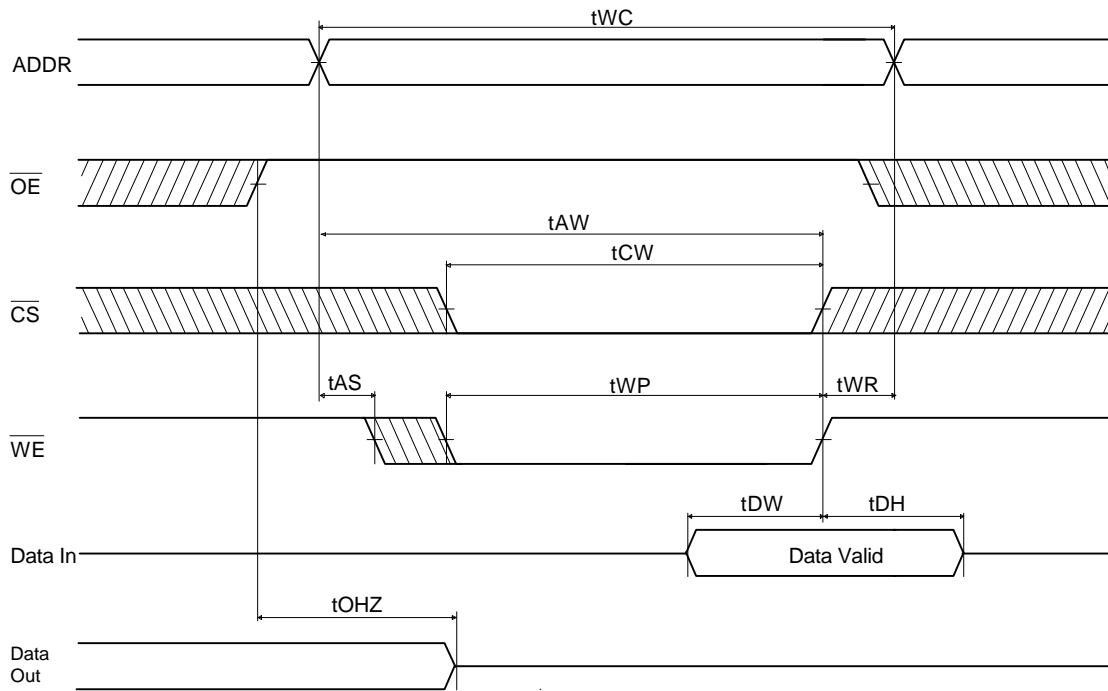 tWC
ADDR
OE
tAW
tCW
CS
tAS
tWP
tWR
WE
tDW
tDH
Data In
Data Valid
tOHZ
Data
Out